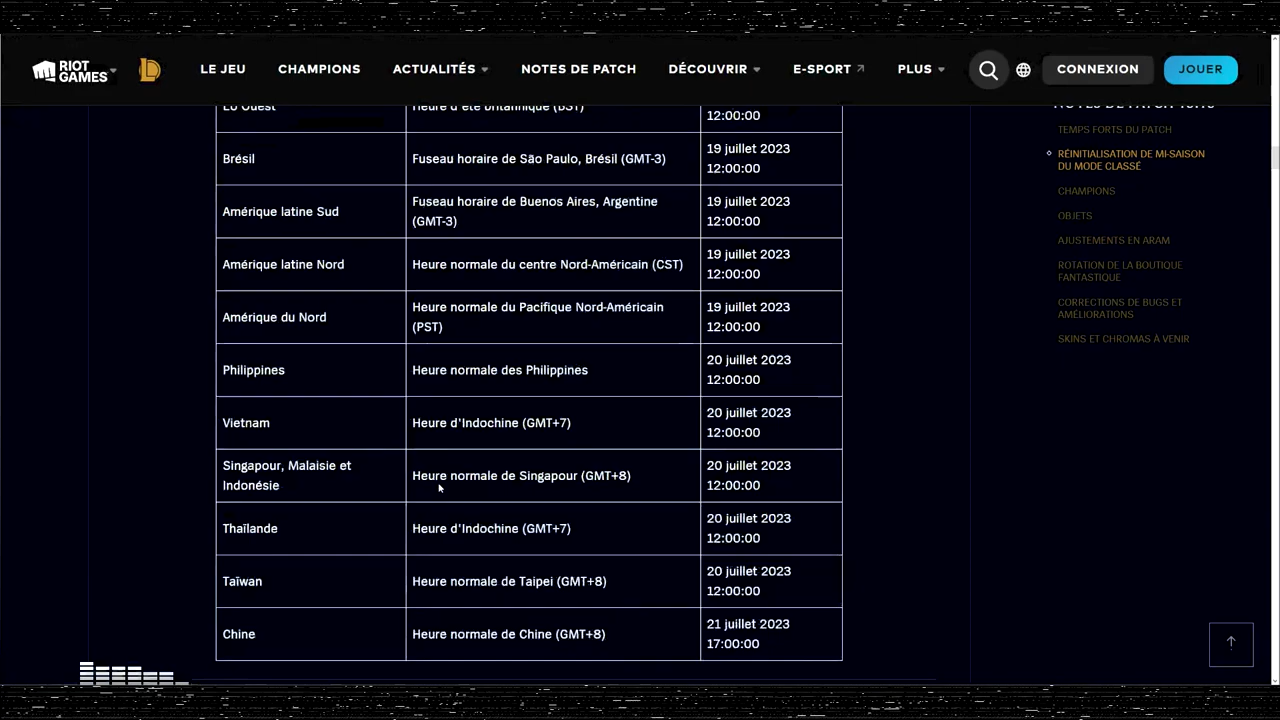 RIOT
GAMES
LE JEU
CHAMPIONS
ACTUALITÉS
NOTES DE PATCH
DÉCOUVRIR
E-SPORT
PLUS
CONNEXION
JOUER
Ouest
Heure d'été britannique (BST)
12:00:00
Brésil
Fuseau horaire de São Paulo, Brésil (GMT-3)
19 juillet 2023
12:00:00
Amérique latine Sud
Fuseau horaire de Buenos Aires, Argentine
(GMT-3)
19 juillet 2023
12:00:00
Amérique latine Nord
Heure normale du centre Nord-Américain (CST)
19 juillet 2023
12:00:00
Amérique du Nord
Heure normale du Pacifique Nord-Américain
(PST)
19 juillet 2023
12:00:00
Philippines
Heure normale des Philippines
20 juillet 2023
12:00:00
Vietnam
Heure d'Indochine (GMT+7)
20 juillet 2023
12:00:00
Singapour, Malaisie et
Indonésie
Heure normale de Singapour (GMT+8)
20 juillet 2023
12:00:00
Thaïlande
Heure d'Indochine (GMT+7)
20 juillet 2023
12:00:00
Taïwan
Heure normale de Taipei (GMT+8)
20 juillet 2023
12:00:00
Chine
Heure normale de Chine (GMT+8)
21 juillet 2023
17:00:00
NOTES DE PATCH
TEMPS FORTS DU PATCH
RÉINITIALISATION DE MI-SAISON
DU MODE CLASSÉ
CHAMPIONS
OBJETS
AJUSTEMENTS EN ARAM
ROTATION DE LA BOUTIQUE
FANTASTIQUE
CORRECTIONS DE BUGS ET
AMÉLIORATIONS
SKINS ET CHROMAS À VENIR